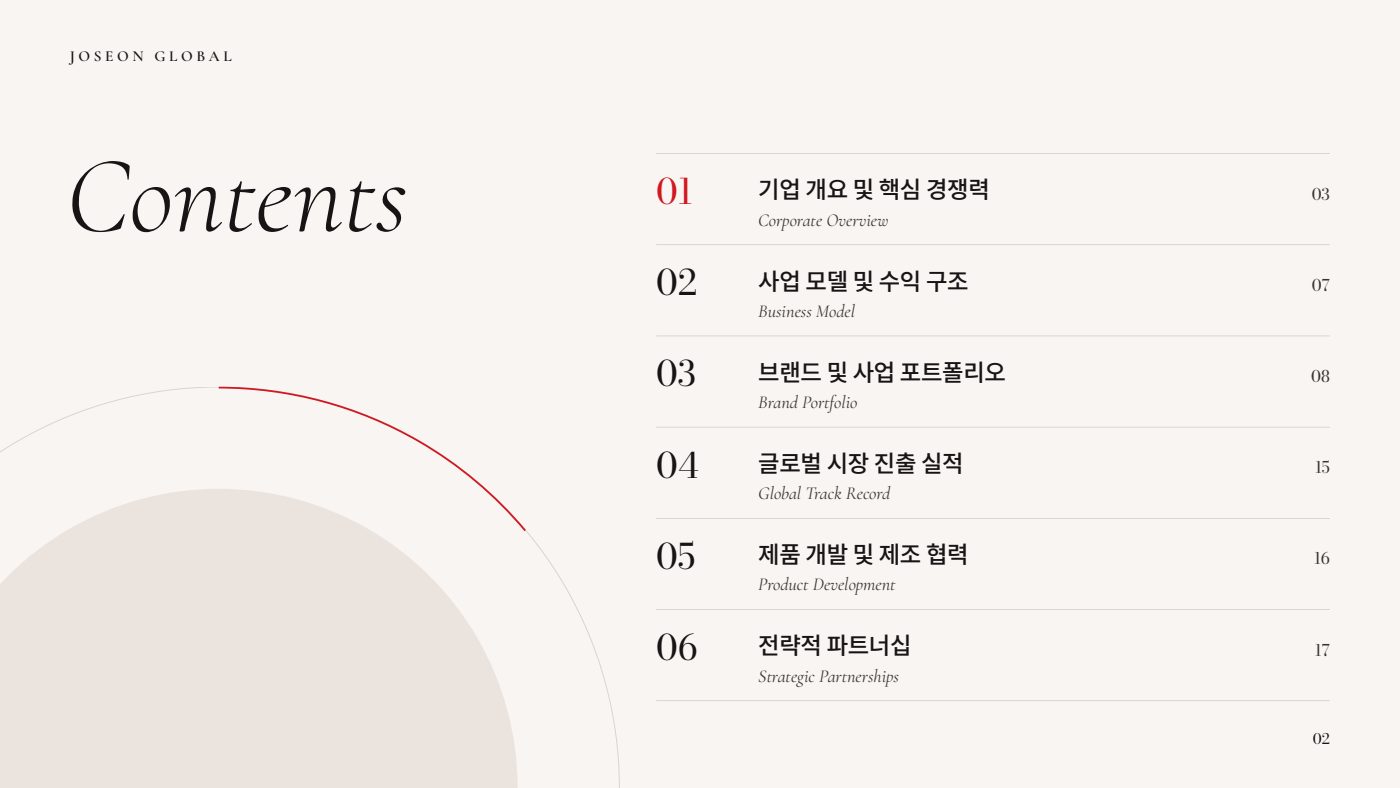 JOSEON GLOBAL
Contents
01
기업 개요 및 핵심 경쟁력
03
Corporate Overview
02
사업 모델 및 수익 구조
07
Business Model
03
브랜드 및 사업 포트폴리오
08
Brand Portfolio
04
글로벌 시장 진출 실적
15
Global Track Record
05
제품 개발 및 제조 협력
16
Product Development
06
전략적 파트너십
17
Strategic Partnerships
02